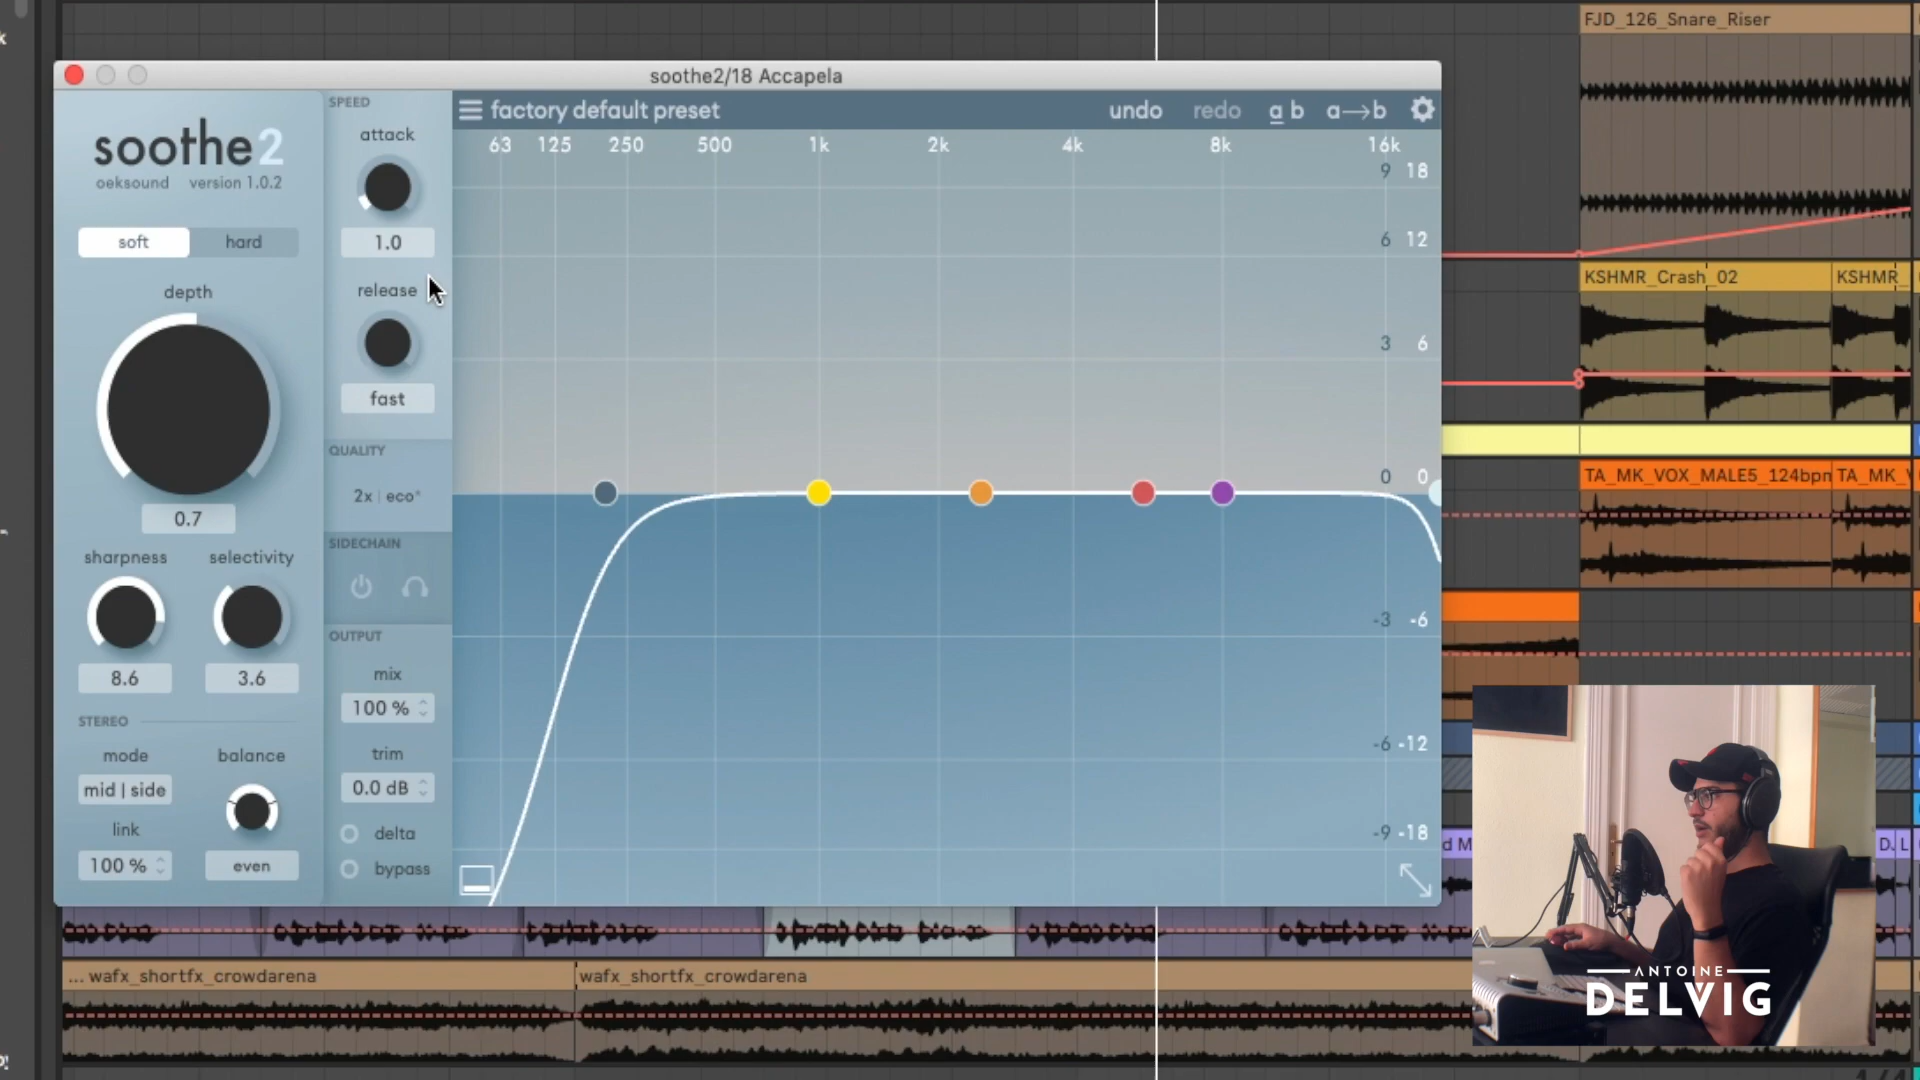 FJD_126_Snare_Riser
soothe2/18 Accapela
soothe2
oeksound version 1.0.2
soft hard
depth
0.7
sharpness selectivity
8.6 3.6
STEREO
mode balance
mid | side
link
100 % even
SPEED
attack
1.0
release
fast
QUALITY
2x | eco*
SIDECHAIN
OUTPUT
mix
100 %
trim
0.0 dB
delta
bypass
factory default preset undo redo a b a→b
63 125 250 500 1k 2k 4k 8k 16k
9 18
6 12
3 6
0 0
-3 -6
-6 -12
-9 -18
KSHMR_Crash_02 KSHMR_
TA_MK_VOX_MALE5_124bpm TA_MK_
d M D. L
... wafx_shortfx_crowdarena wafx_shortfx_crowdarena
ANTOINE
DELVIG